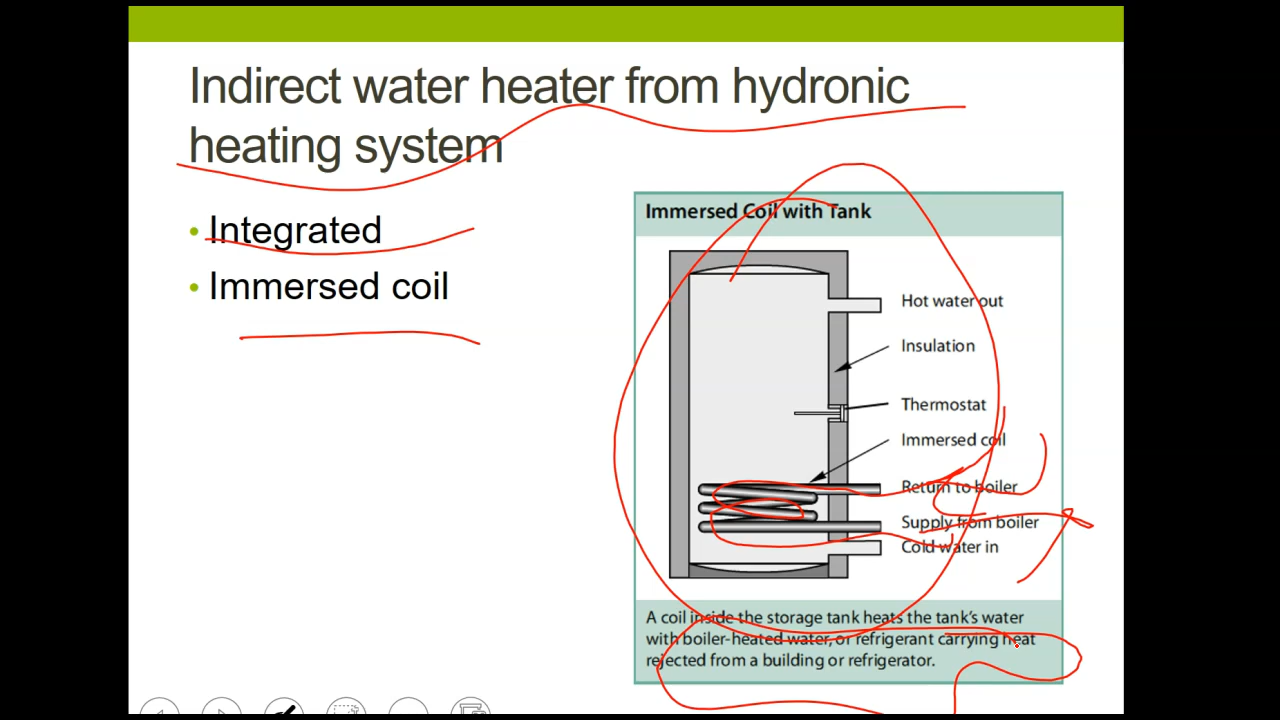 Indirect water heater from hydronic
heating system
• Integrated
• Immersed coil
Immersed Coil with Tank
Hot water out
Insulation
Thermostat
Immersed coil
Return to boiler
Supply from boiler
Cold water in
A coil inside the storage tank heats the tank's water
with boiler-heated water, or refrigerant carrying heat
rejected from a building or refrigerator.